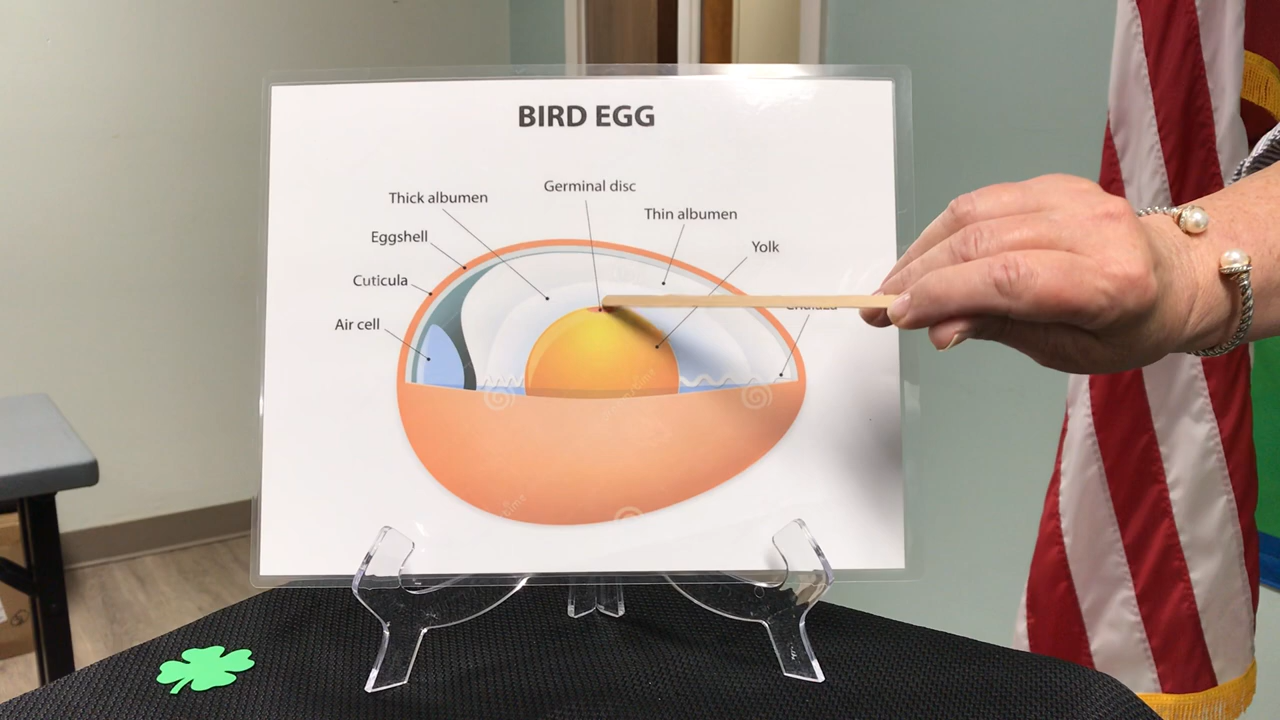 BIRD EGG
Germinal disc
Thick albumen
Thin albumen
Eggshell
Yolk
Cuticula
Air cell